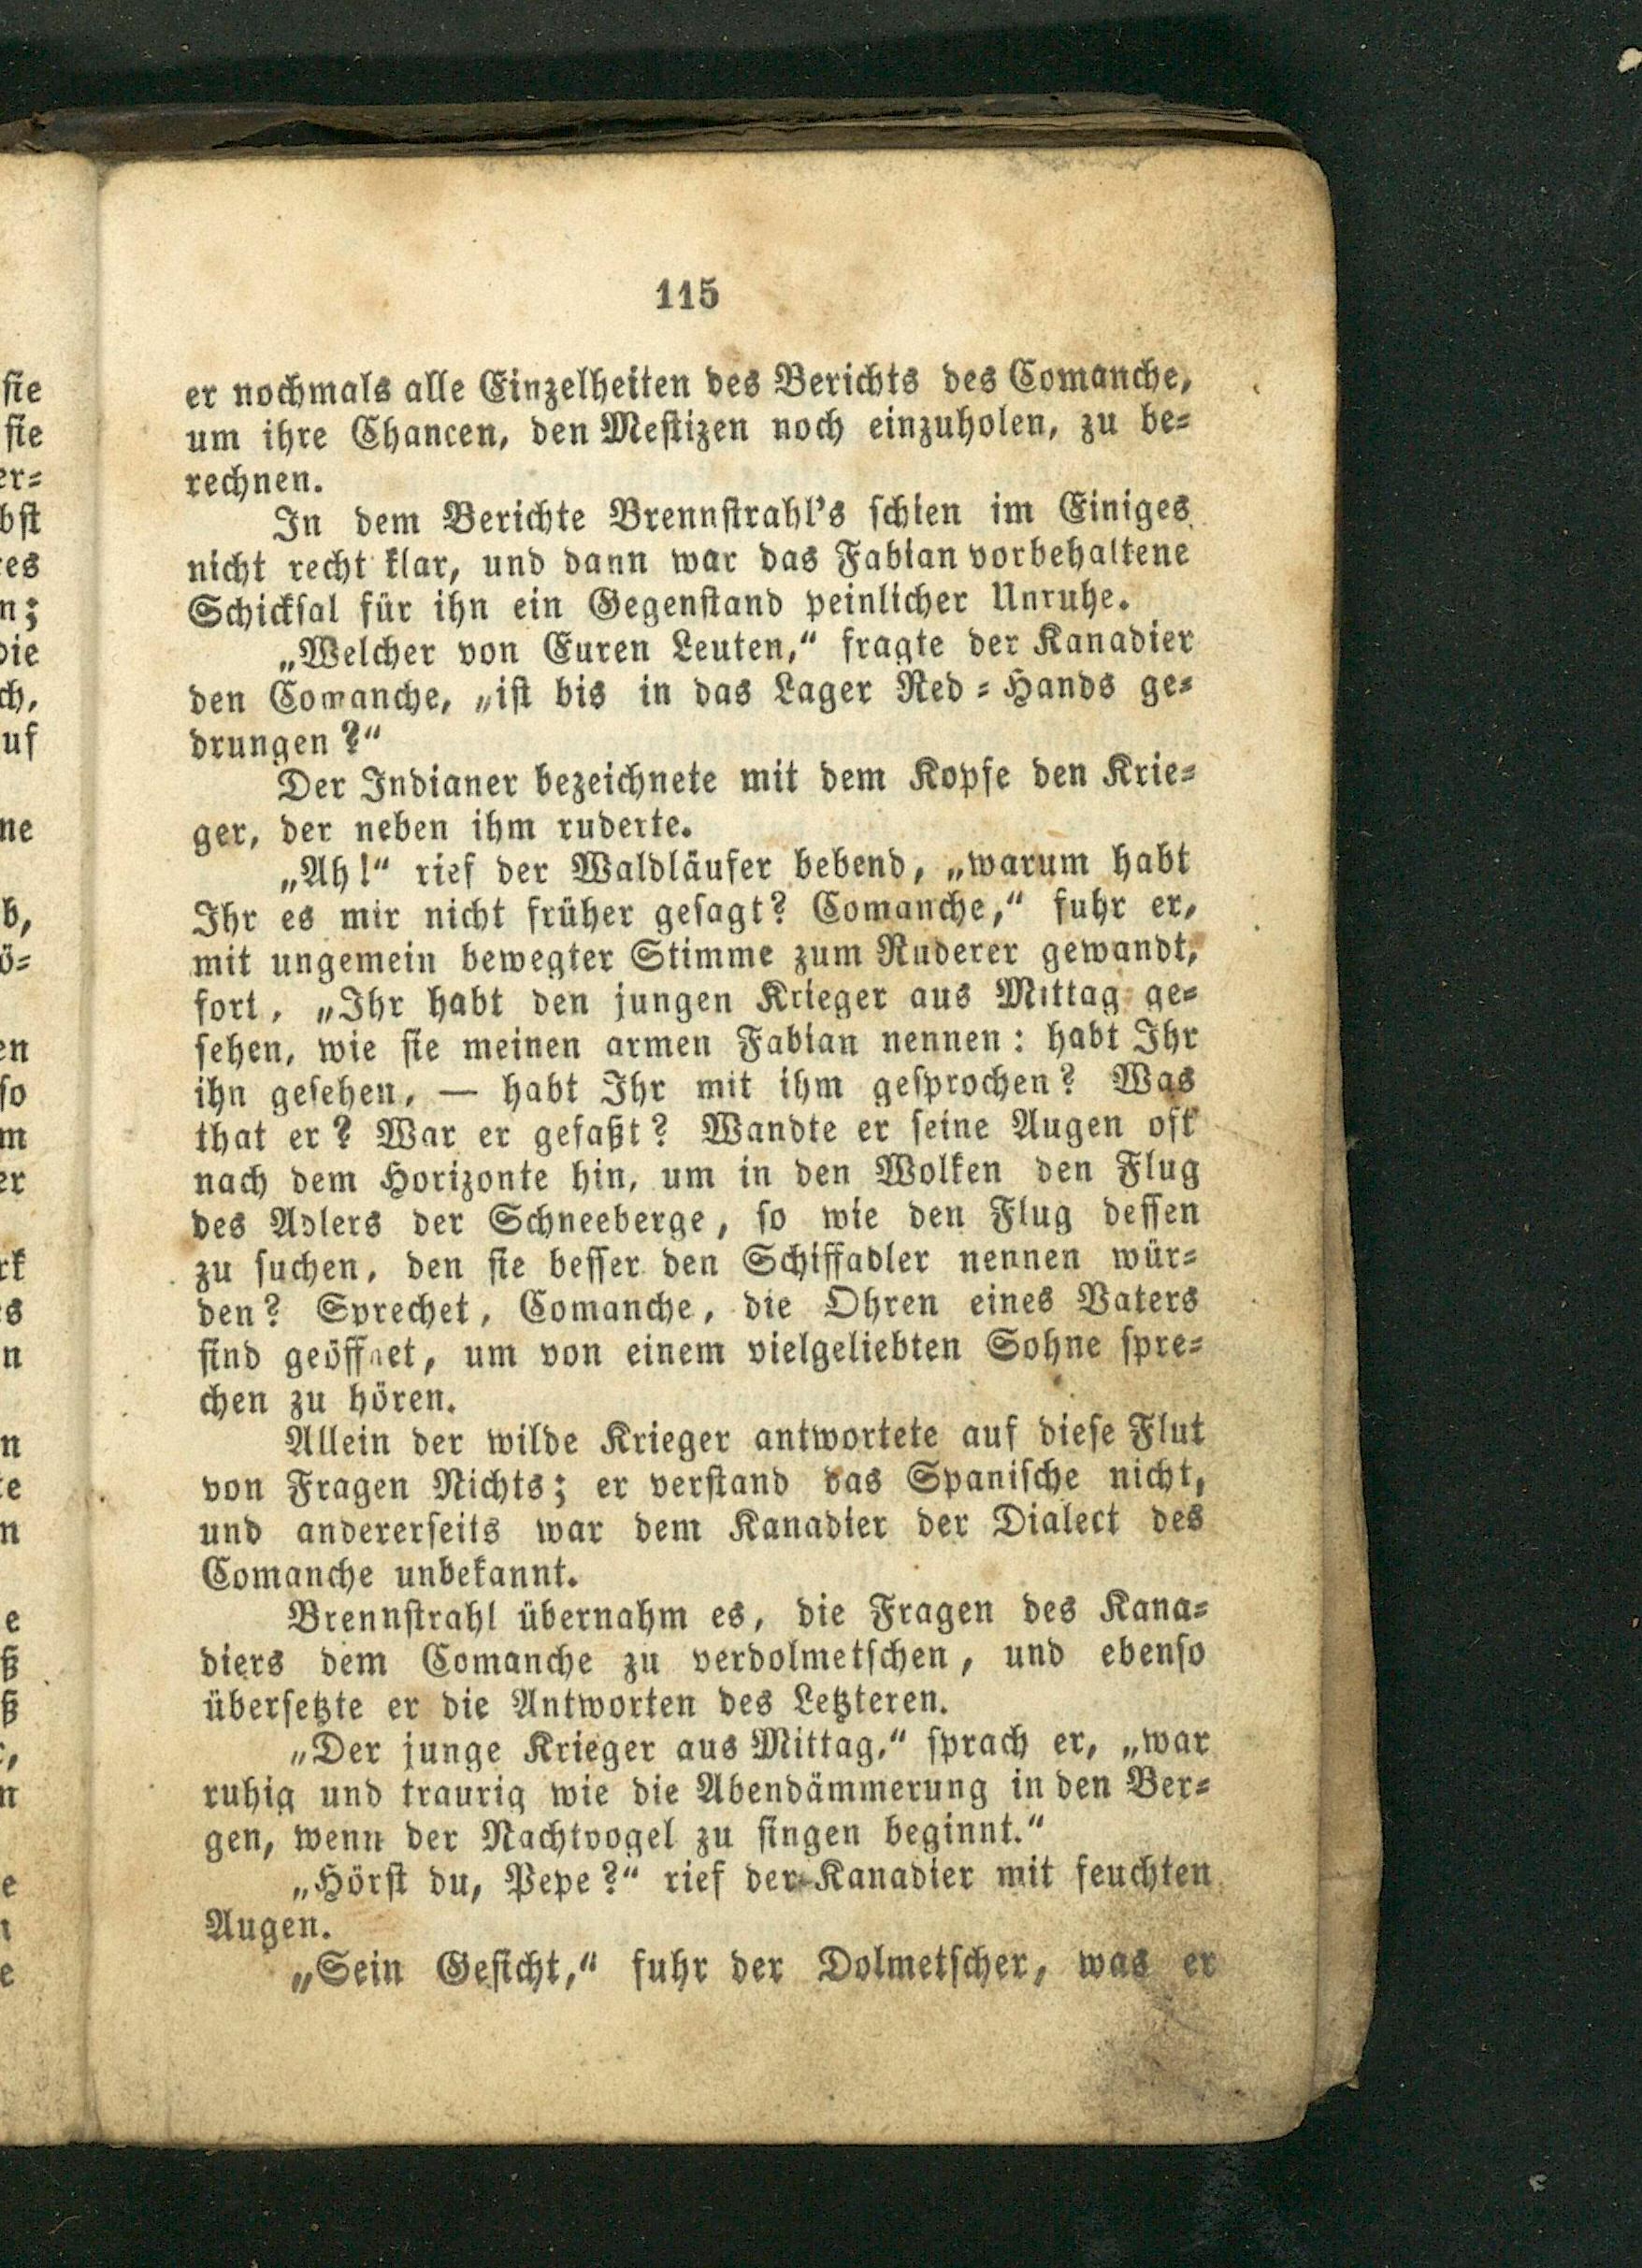 115
er nochmals alle Einzelheiten des Berichts des Comanche,
um ihre Chancen, den Mestizen noch einzuholen, zu be-
rechnen.
In dem Berichte Brennstrahl's schien im Einiges
nicht recht klar, und dann war das Fabian vorbehaltene
Schicksal für ihn ein Gegenstand peinlicher Unruhe.
„Welcher von Euren Leuten,“ fragte der Kanadier
den Comanche, „ist bis in das Lager Red-Hands ge-
drungen?“
Der Indianer bezeichnete mit dem Kopfe den Krie-
ger, der neben ihm ruderte.
„Ah!“ rief der Waldläufer bebend, „warum habt
Ihr es mir nicht früher gesagt? Comanche,“ fuhr er,
mit ungemein bewegter Stimme zum Ruderer gewandt,
fort, „Ihr habt den jungen Krieger aus Mittag ge-
sehen, wie sie meinen armen Fabian nennen: habt Ihr
ihn gesehen, — habt Ihr mit ihm gesprochen? Was
that er? War er gefaßt? Wandte er seine Augen oft
nach dem Horizonte hin, um in den Wolken den Flug
des Adlers der Schneeberge, so wie den Flug dessen
zu suchen, den sie besser den Schiffadler nennen wür-
den? Sprechet, Comanche, die Ohren eines Vaters
sind geöffnet, um von einem vielgeliebten Sohne spre-
chen zu hören.
Allein der wilde Krieger antwortete auf diese Flut
von Fragen Nichts; er verstand das Spanische nicht,
und andererseits war dem Kanadier der Dialect des
Comanche unbekannt.
Brennstrahl übernahm es, die Fragen des Kana-
diers dem Comanche zu verdolmetschen, und ebenso
übersetzte er die Antworten des Letzteren.
„Der junge Krieger aus Mittag,“ sprach er, „war
ruhig und traurig wie die Abendämmerung in den Ber-
gen, wenn der Nachtvogel zu singen beginnt.“
„Hörst du, Pepe?“ rief der Kanadier mit feuchten
Augen.
„Sein Gesicht,“ fuhr der Dolmetscher, was er